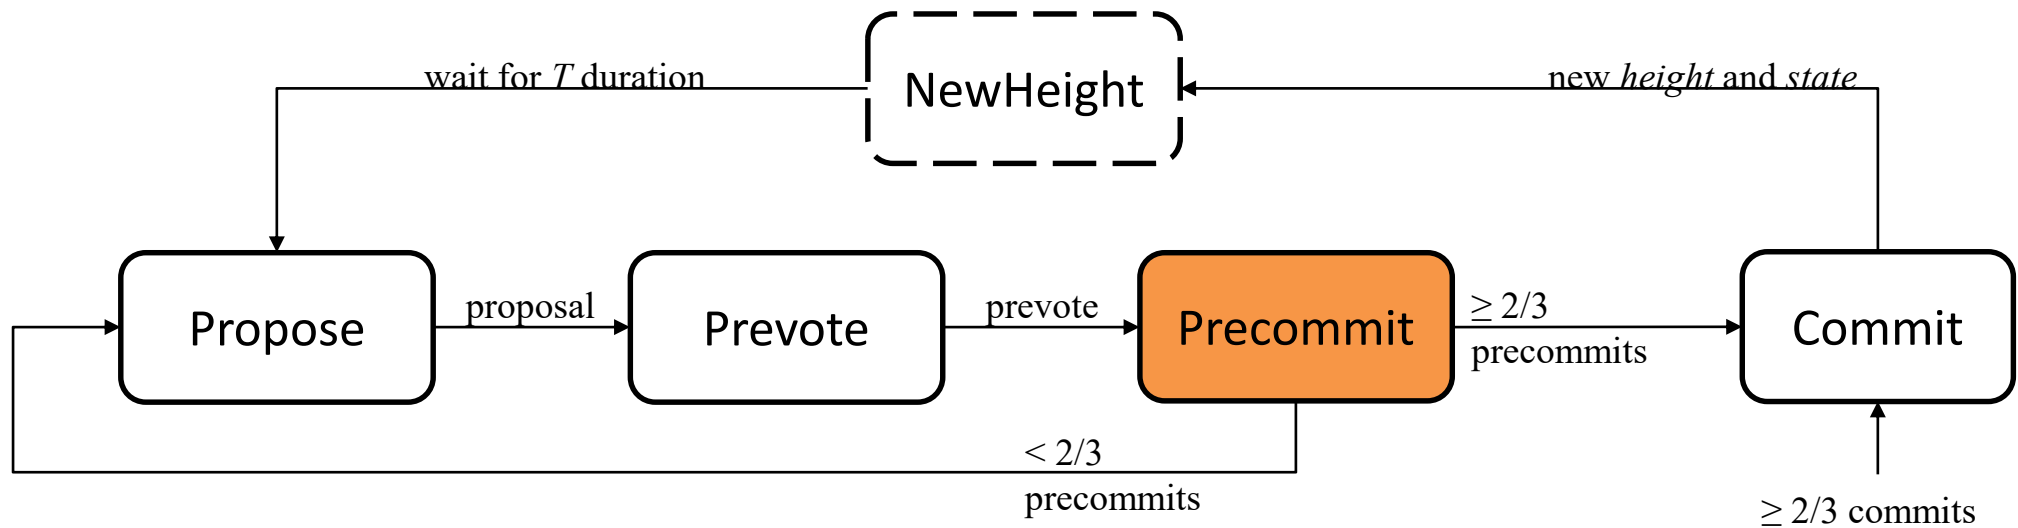 wait for T duration
NewHeight
new height and state
Propose
proposal
Prevote
prevote
Precommit
≥ 2/3
precommits
Commit
< 2/3
precommits
≥ 2/3 commits